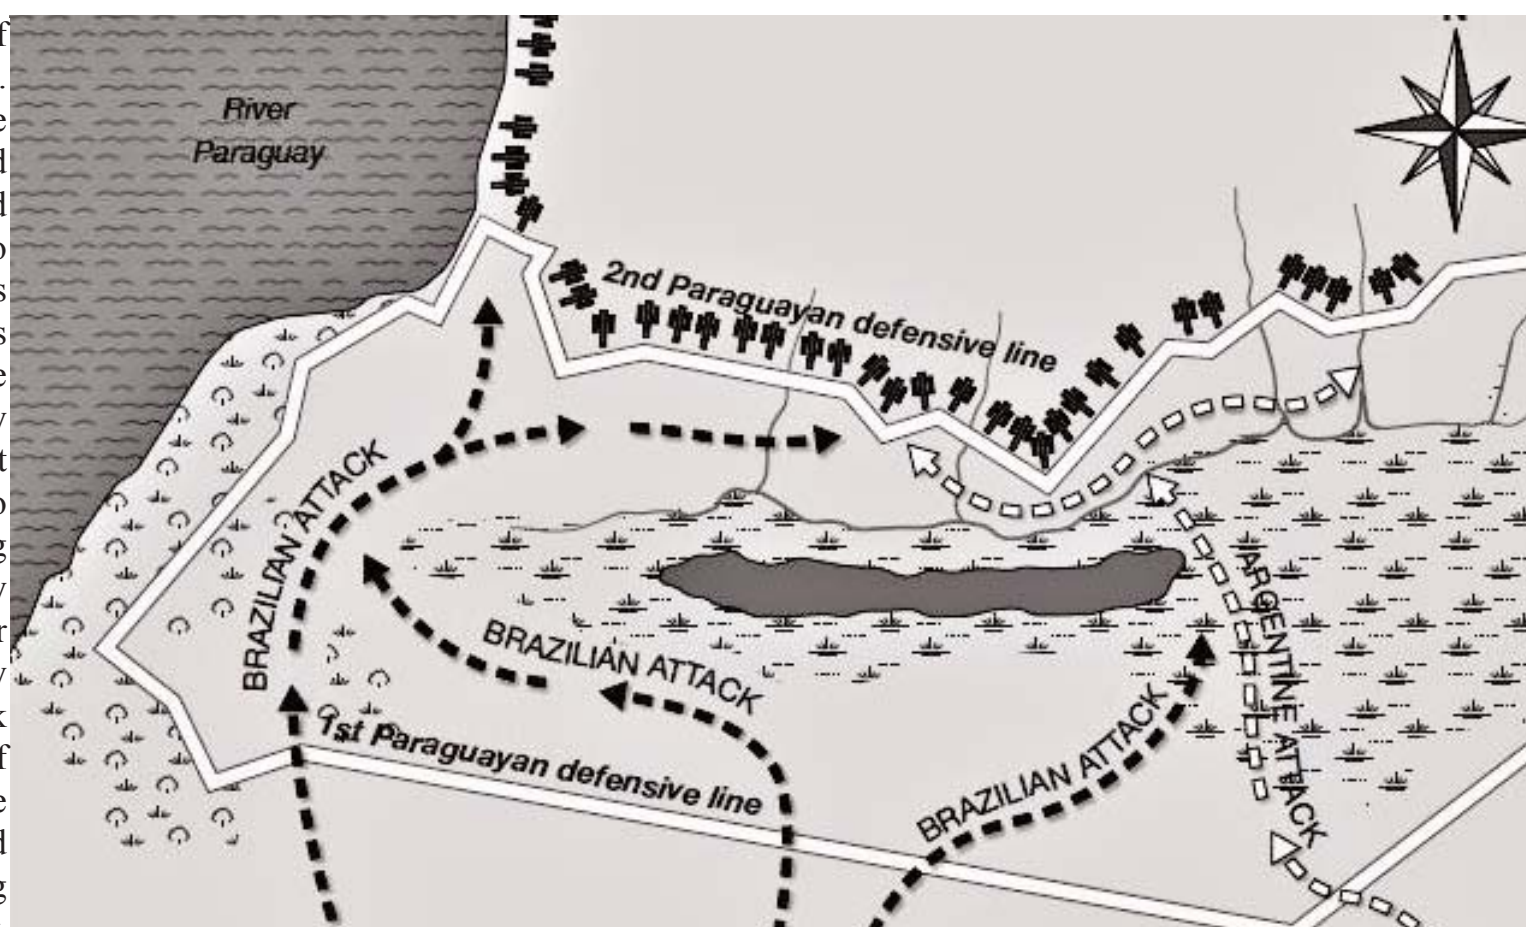 N
River
Paraguay
2nd Paraguayan defensive line
BRAZILIAN ATTACK
BRAZILIAN ATTACK
BRAZILIAN ATTACK
ARGENTINE ATTACK
1st Paraguayan defensive line